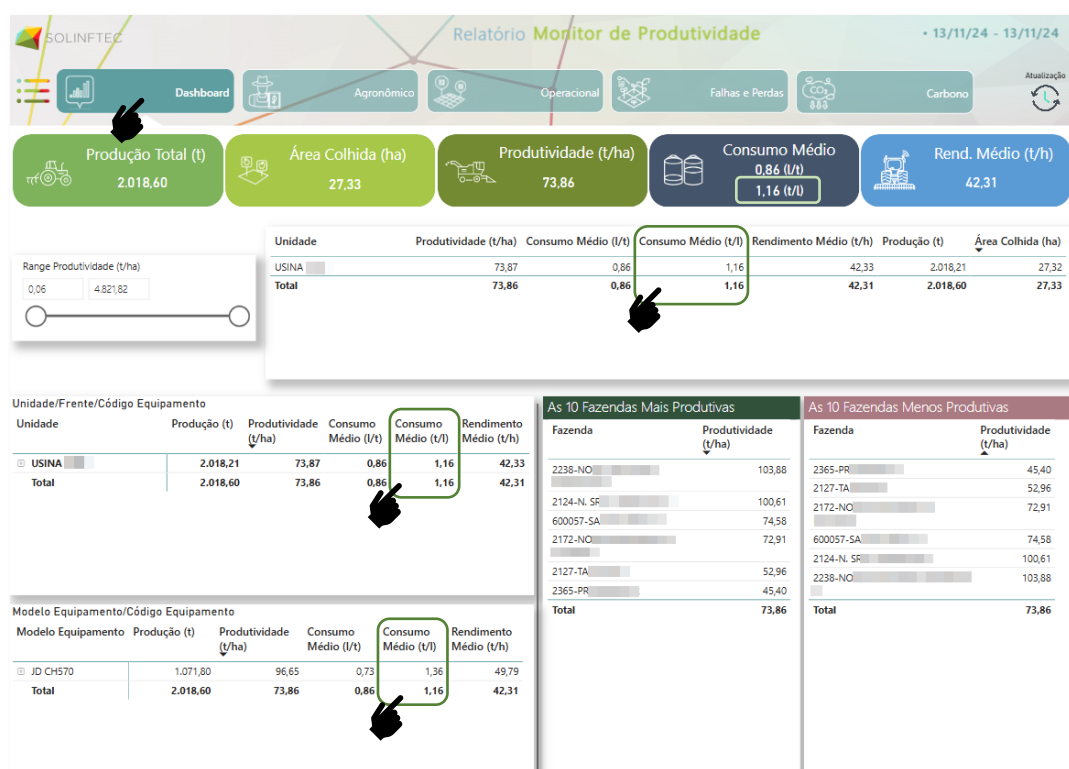 SOLINFTEC
Relatório Monitor de Produtividade
• 13/11/24 - 13/11/24
Dashboard
Agronômico
Operacional
Falhas e Perdas
CO₂
Carbono
Atualização
Produção Total (t)
2.018,60
Área Colhida (ha)
27,33
Produtividade (t/ha)
73,86
Consumo Médio
0,86 (l/t)
1,16 (t/l)
Rend. Médio (t/h)
42,31
Range Produtividade (t/ha)
0,06 4.821,82
Unidade Produtividade (t/ha) Consumo Médio (l/t) Consumo Médio (t/l) Rendimento Médio (t/h) Produção (t) Área Colhida (ha)
USINA 73,87 0,86 1,16 42,33 2.018,21 27,32
Total 73,86 0,86 1,16 42,31 2.018,60 27,33
Unidade/Frente/Código Equipamento
Unidade Produção (t) Produtividade (t/ha) Consumo Médio (l/t) Consumo Médio (t/l) Rendimento Médio (t/h)
USINA 2.018,21 73,87 0,86 1,16 42,33
Total 2.018,60 73,86 0,86 1,16 42,31
Modelo Equipamento/Código Equipamento
Modelo Equipamento Produção (t) Produtividade (t/ha) Consumo Médio (l/t) Consumo Médio (t/l) Rendimento Médio (t/h)
JD CH570 1.071,80 96,65 0,73 1,36 49,79
Total 2.018,60 73,86 0,86 1,16 42,31
As 10 Fazendas Mais Produtivas
Fazenda Produtividade (t/ha)
2238-NO 103,88
2124-N. SR 100,61
600057-SA 74,58
2172-NO 72,91
2127-TA 52,96
2365-PR 45,40
Total 73,86
As 10 Fazendas Menos Produtivas
Fazenda Produtividade (t/ha)
2365-PR 45,40
2127-TA 52,96
2172-NO 72,91
600057-SA 74,58
2124-N. SR 100,61
2238-NO 103,88
Total 73,86